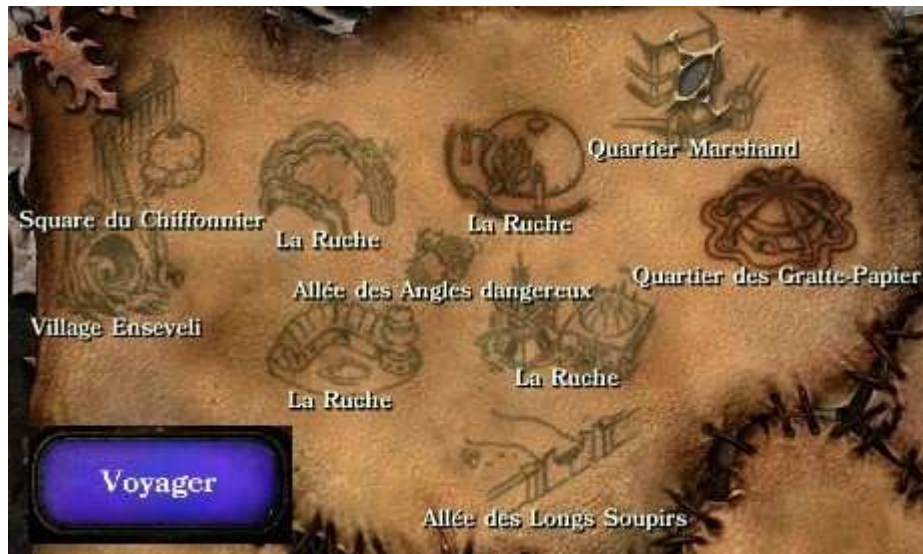 Quartier Marchand
Square du Chiffonnier
La Ruche
La Ruche
Quartier des Gratte-Papier
Allée des Angles dangereux
Village Enseveli
La Ruche
La Ruche
Voyager
Allée des Longs Soupirs